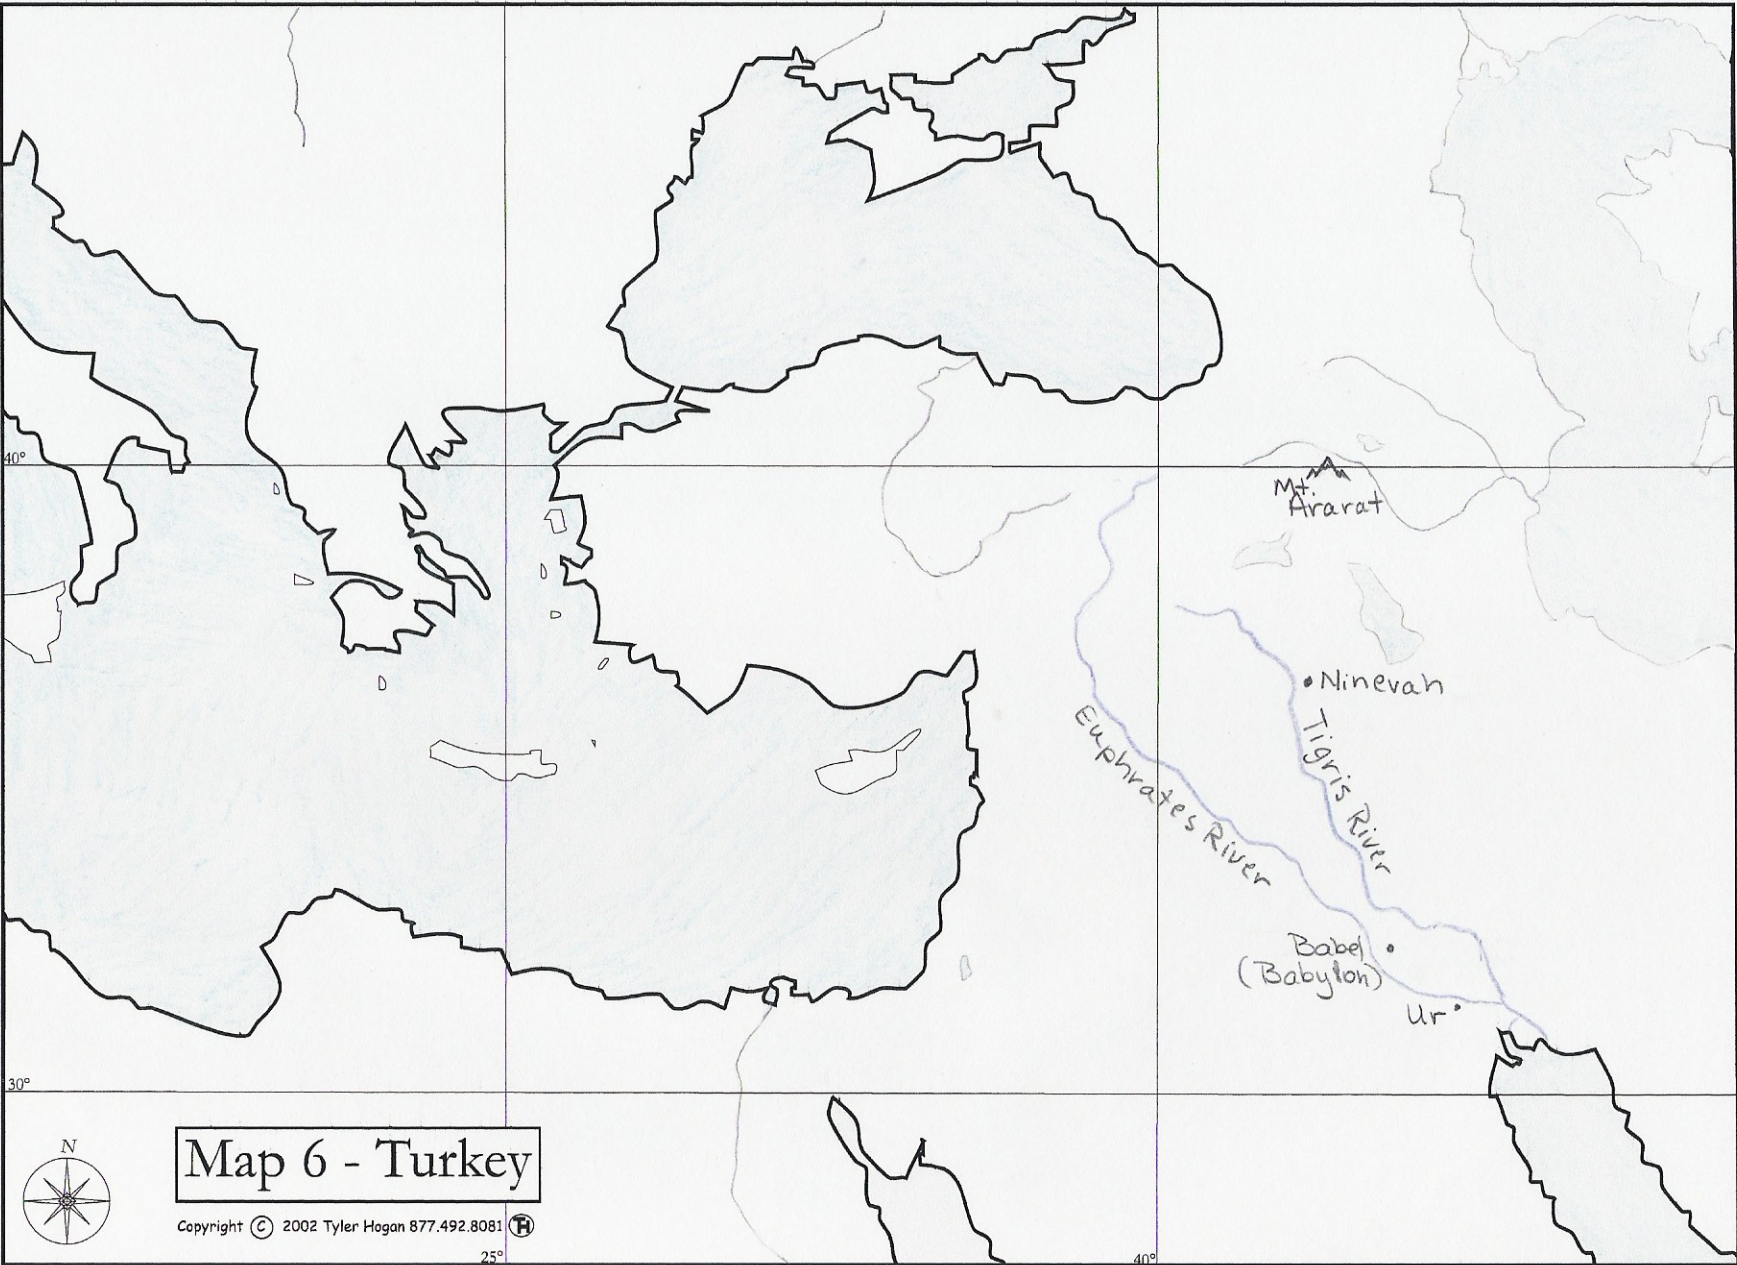 40°
Mt.
Ararat
Ninevah
Tigris River
Euphrates River
Babel
(Babylon)
Ur
30°
N
Map 6 - Turkey
Copyright © 2002 Tyler Hogan 877.492.8081 TH
25°
40°